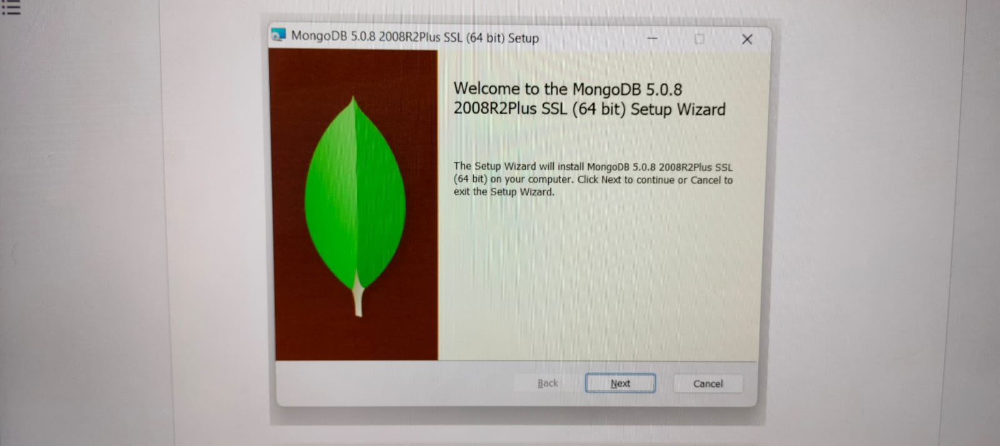 MongoDB 5.0.8 2008R2Plus SSL (64 bit) Setup
Welcome to the MongoDB 5.0.8
2008R2Plus SSL (64 bit) Setup Wizard
The Setup Wizard will install MongoDB 5.0.8 2008R2Plus SSL
(64 bit) on your computer. Click Next to continue or Cancel to
exit the Setup Wizard.
Back
Next
Cancel